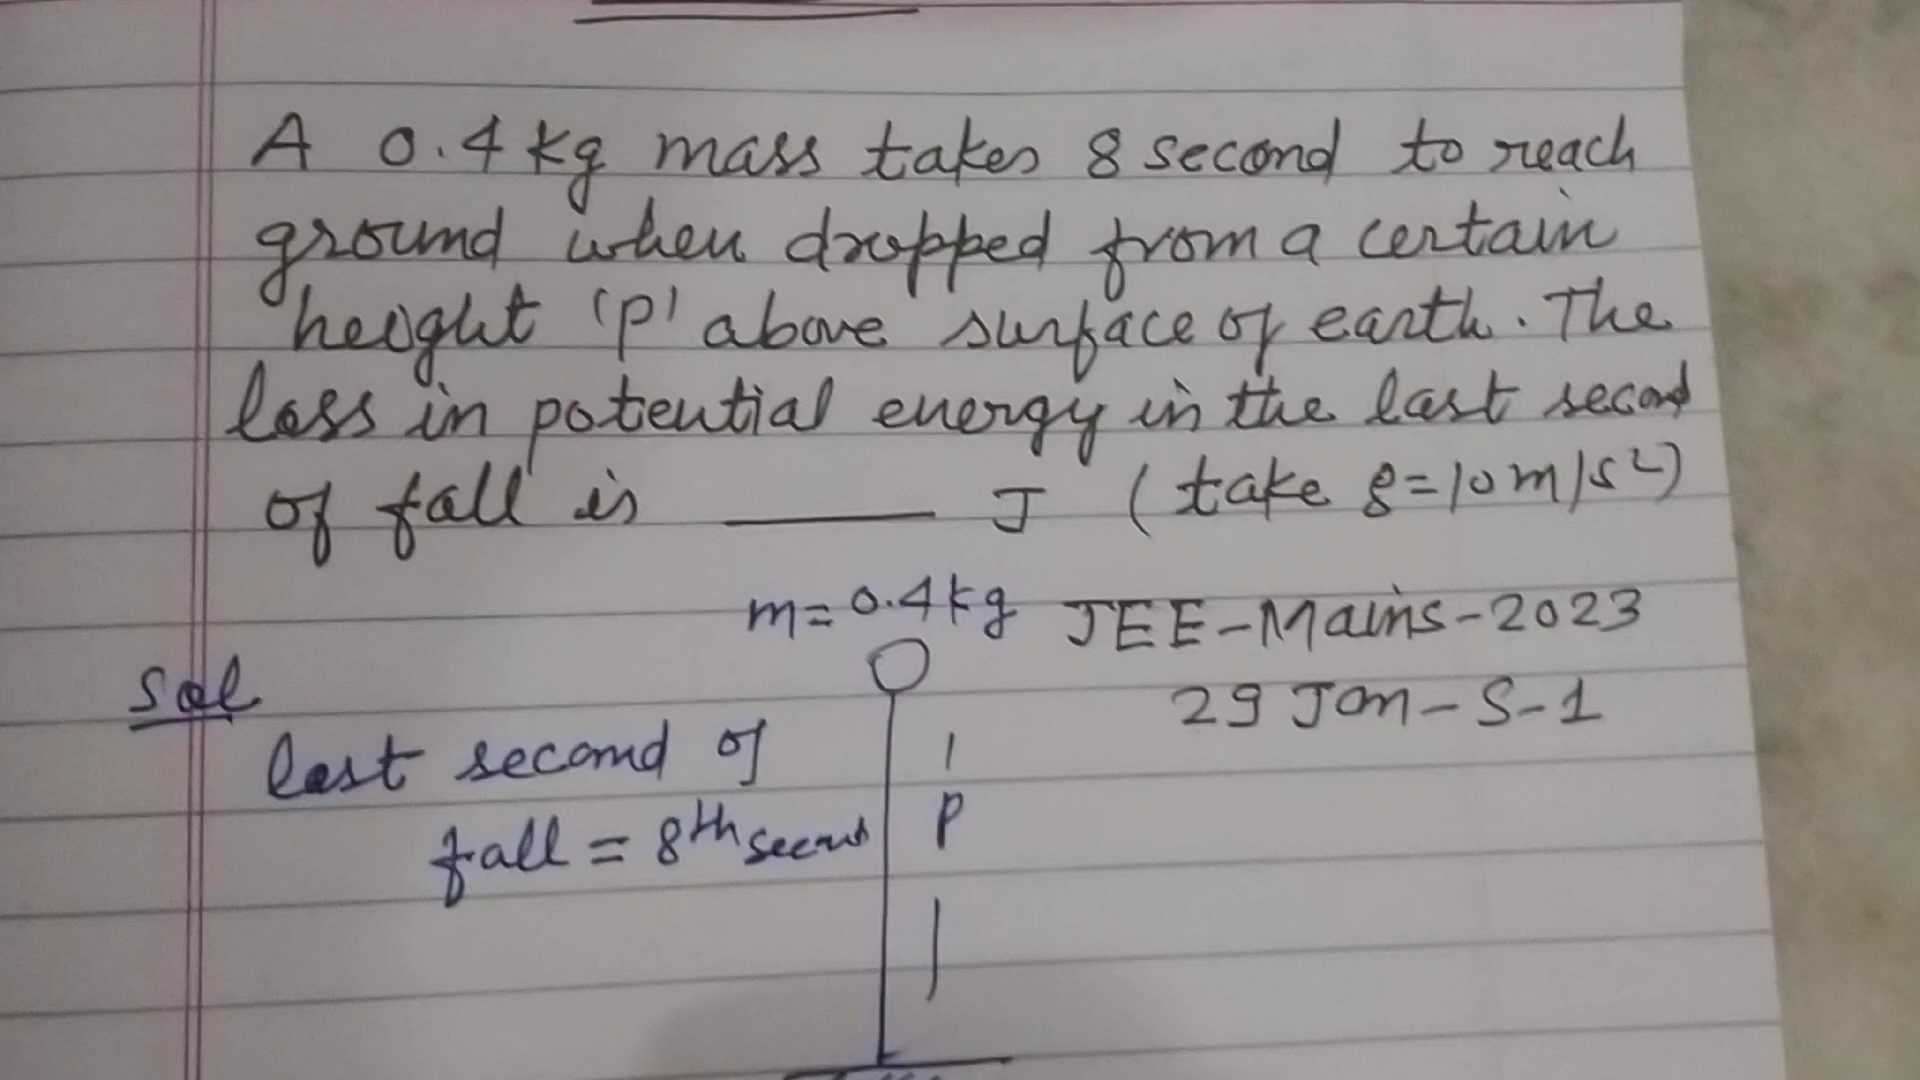 A 0.4 kg mass takes 8 second to reach
ground when dropped from a certain
height 'P' above surface of earth. The
loss in potential energy in the last second
of fall is ______ J (take g=10m/s²)
m=0.4kg JEE-Mains-2023
29 Jan-S-1
Sol
last second of
fall = 8th second
P